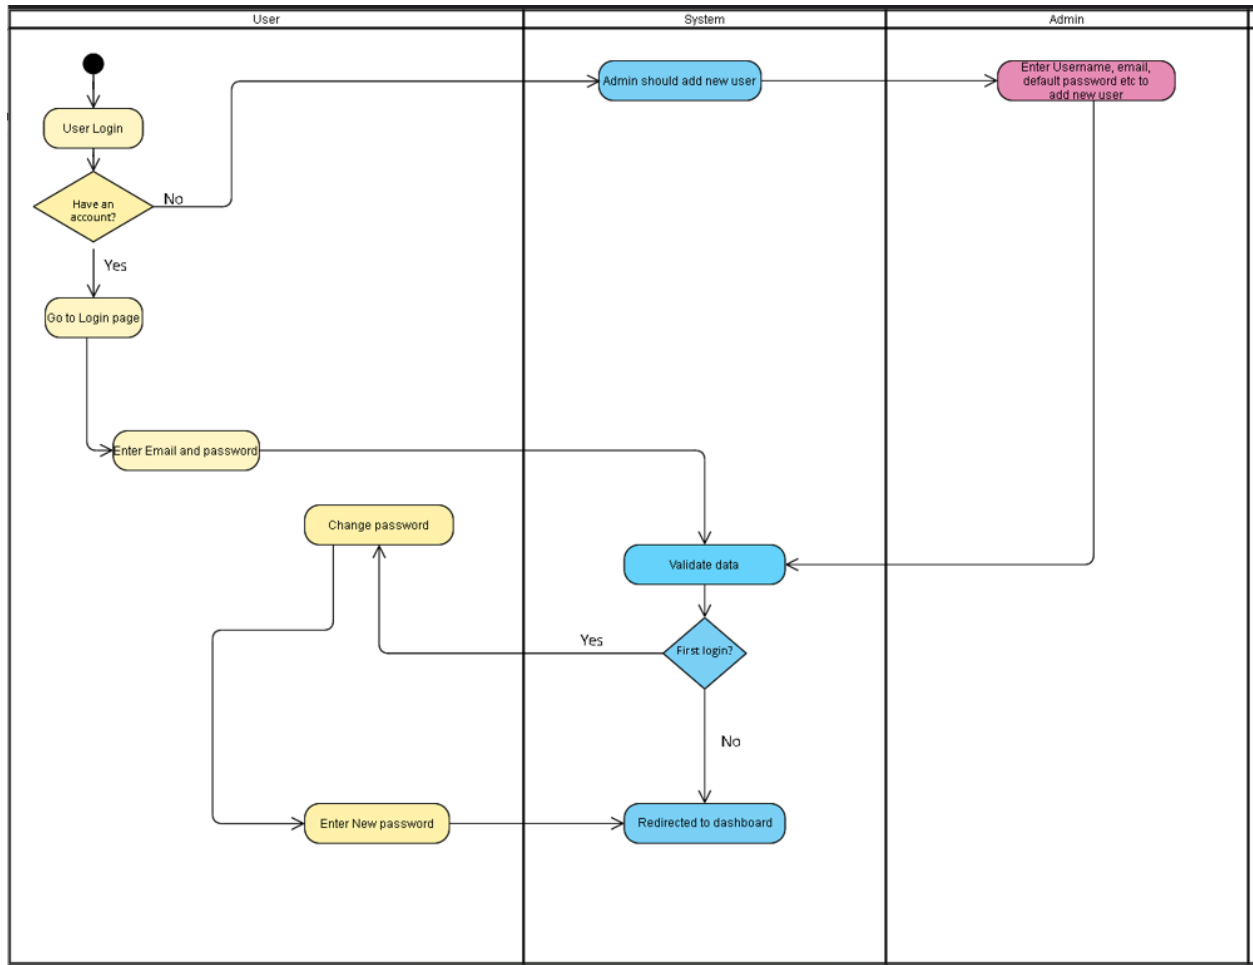 User
System
Admin
Admin should add new user
Enter Username, email,
default password etc to
add new user
User Login
Have an
account?
No
Yes
Go to Login page
Enter Email and password
Change password
Validate data
Yes
First login?
No
Enter New password
Redirected to dashboard